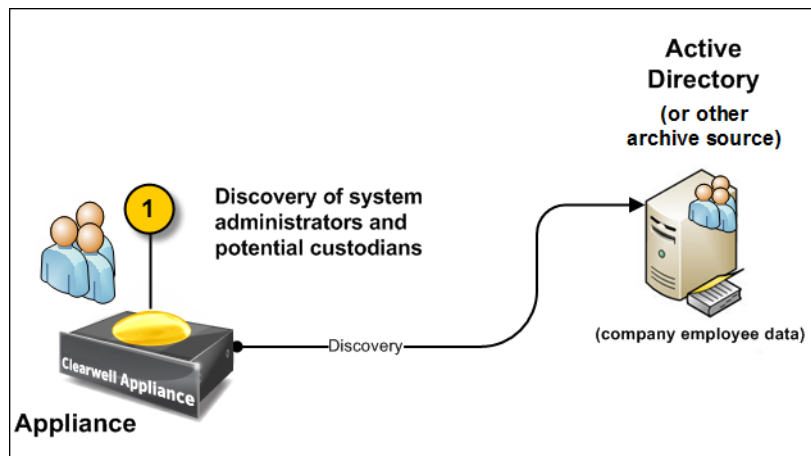 Active
Directory
(or other
archive source)
1
Discovery of system
administrators and
potential custodians
Discovery
(company employee data)
Clearwell Appliance
Appliance